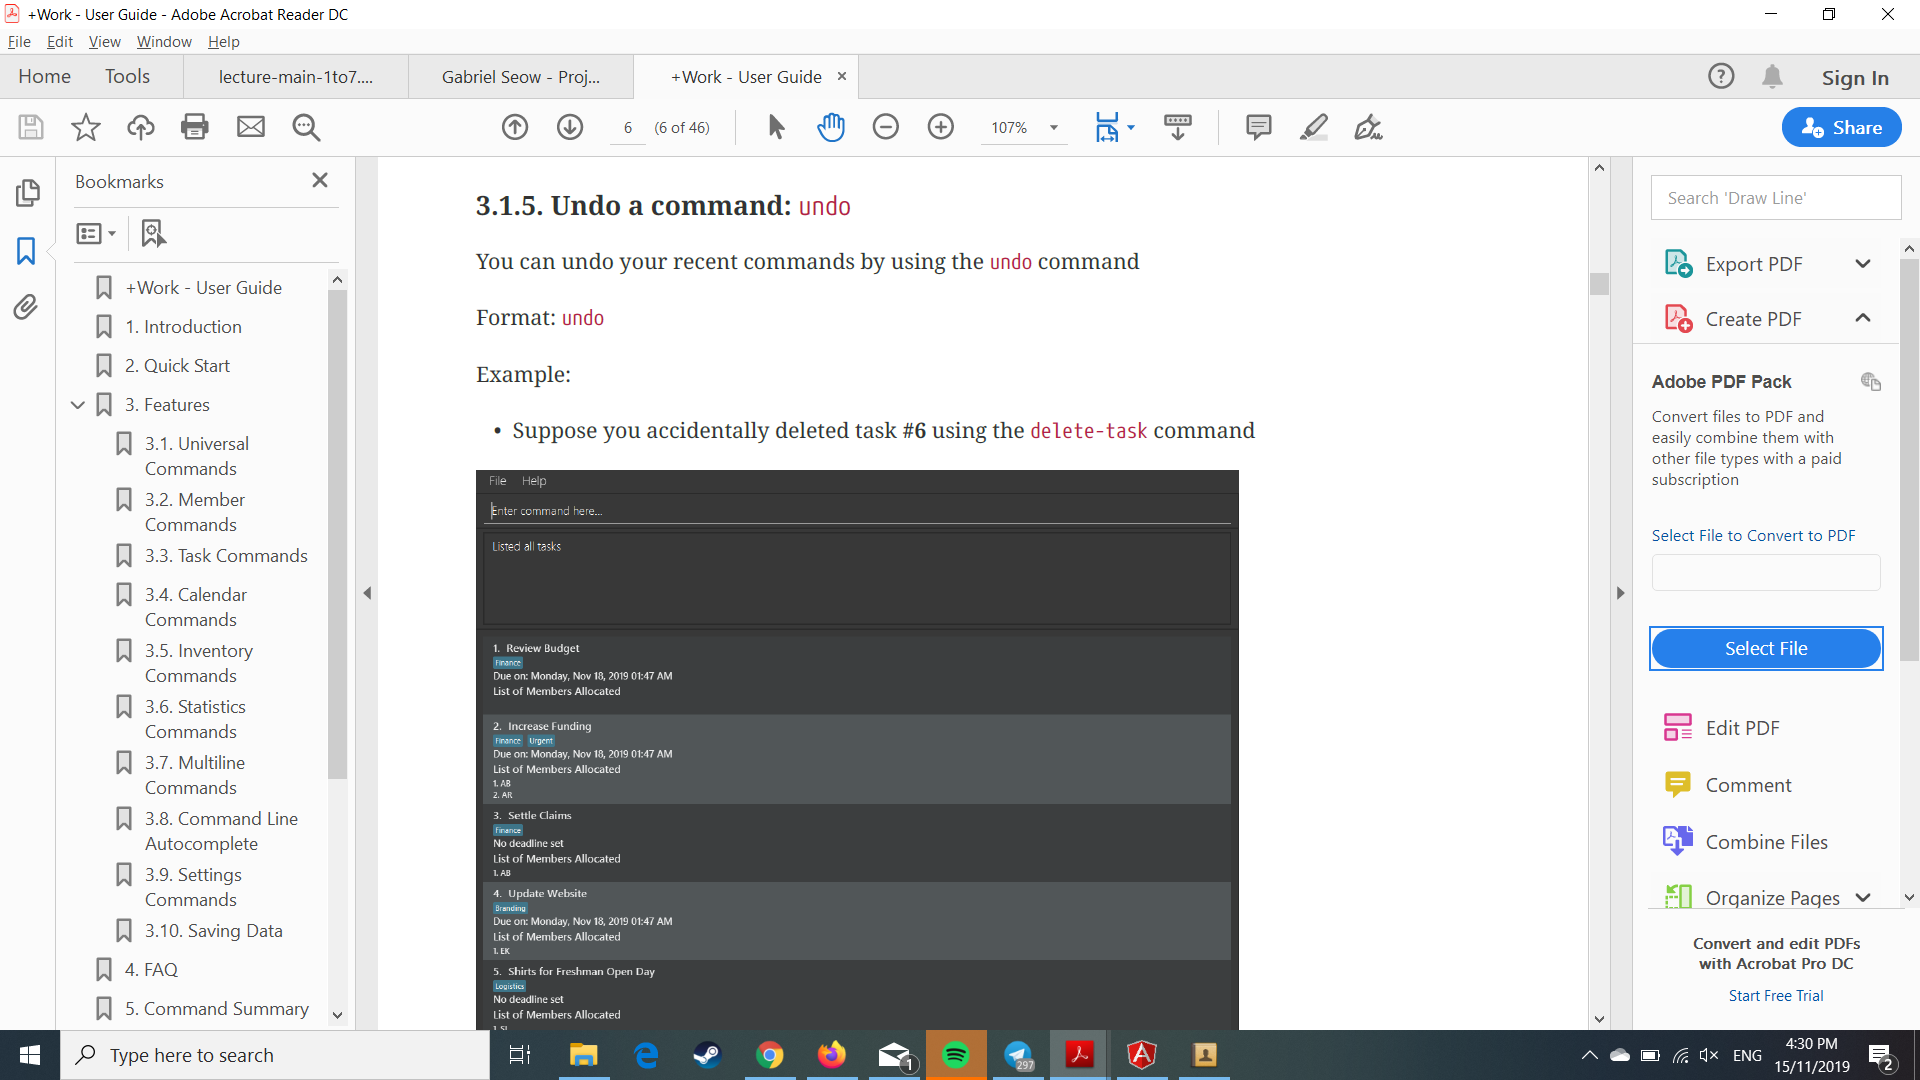 +Work - User Guide - Adobe Acrobat Reader DC
File Edit View Window Help
Home Tools lecture-main-1to7.... Gabriel Seow - Proj... +Work - User Guide Sign In
6 (6 of 46) 107% Share
Bookmarks
+Work - User Guide
1. Introduction
2. Quick Start
3. Features
3.1. Universal
Commands
3.2. Member
Commands
3.3. Task Commands
3.4. Calendar
Commands
3.5. Inventory
Commands
3.6. Statistics
Commands
3.7. Multiline
Commands
3.8. Command Line
Autocomplete
3.9. Settings
Commands
3.10. Saving Data
4. FAQ
5. Command Summary
3.1.5. Undo a command: undo
You can undo your recent commands by using the undo command
Format: undo
Example:
• Suppose you accidentally deleted task #6 using the delete-task command
File Help
Enter command here...
Listed all tasks
1. Review Budget
Finance
Due on: Monday, Nov 18, 2019 01:47 AM
List of Members Allocated
2. Increase Funding
Finance Urgent
Due on: Monday, Nov 18, 2019 01:47 AM
List of Members Allocated
1. AB
2. AR
3. Settle Claims
Finance
No deadline set
List of Members Allocated
1. AB
4. Update Website
Branding
Due on: Monday, Nov 18, 2019 01:47 AM
List of Members Allocated
1. EK
5. Shirts for Freshman Open Day
Logistics
No deadline set
List of Members Allocated
Search 'Draw Line'
Export PDF
Create PDF
Adobe PDF Pack
Convert files to PDF and
easily combine them with
other file types with a paid
subscription
Select File to Convert to PDF
Select File
Edit PDF
Comment
Combine Files
Organize Pages
Convert and edit PDFs
with Acrobat Pro DC
Start Free Trial
Type here to search
1
297
ENG
4:30 PM
15/11/2019
2